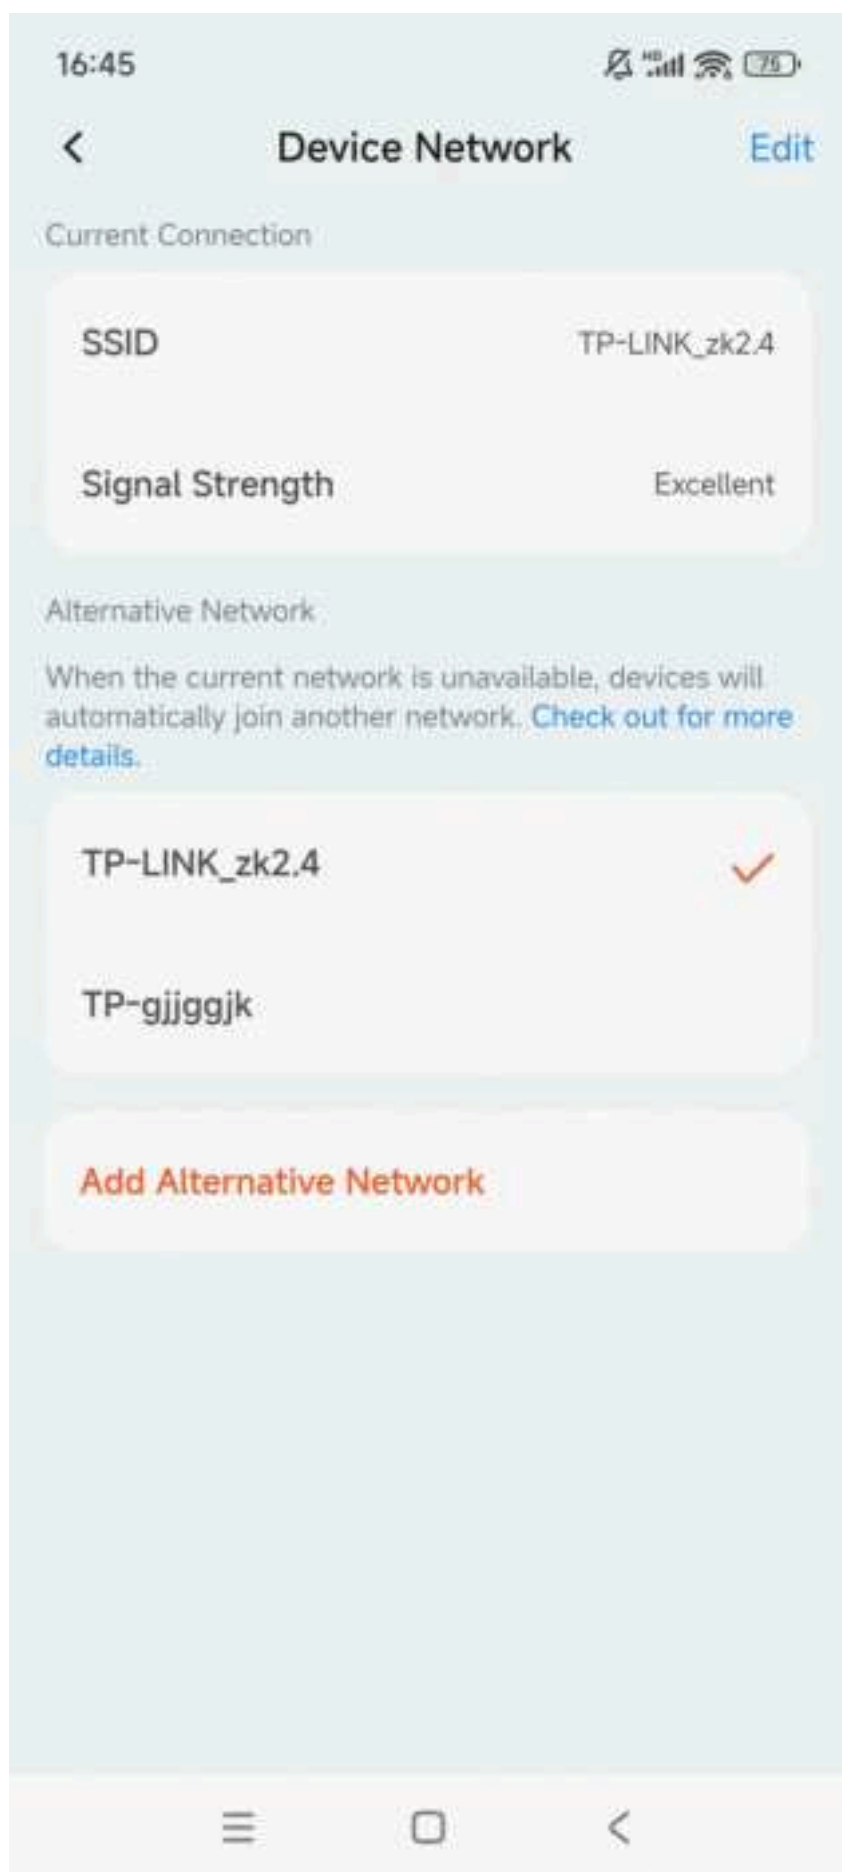 16:45
HD
75
Device Network
Edit
Current Connection
SSID
TP-LINK_zk2.4
Signal Strength
Excellent
Alternative Network
When the current network is unavailable, devices will
automatically join another network. Check out for more
details.
TP-LINK_zk2.4
TP-gjjggjk
Add Alternative Network